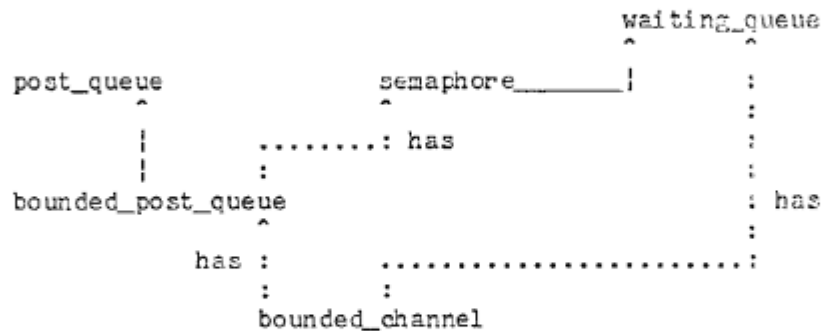 waiting_queue
post_queue semaphore
has
bounded_post_queue has
has
bounded_channel